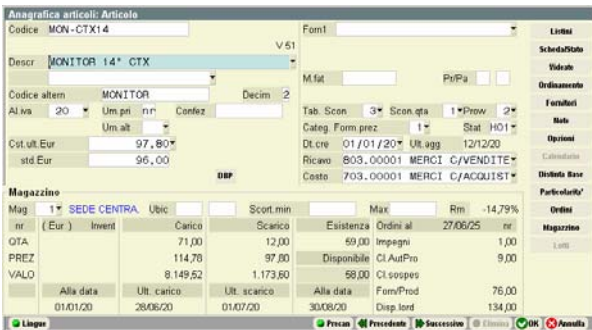 Anagrafica articoli: Articolo
Codice MON-CTX14 Forn1 Listini
V 51 Scheda/Stato
Descr MONITOR 14" CTX Videate
M.fat Pr/Pa Ordinamento
Codice altern MONITOR Decim 2 Fornitori
Al.iva 20 Um.pri nr Confez Tab. Scon 3 Scon.qta 1 Prow 2 Note
Um.alt Categ. Form.prez 1 Stat H01 Opzioni
Cst.ult.Eur 97,80 Dt.cre 01/01/20 Ult.agg 12/12/20 Calendario
std.Eur 96,00 Ricavo 803.00001 MERCI C/VENDITE Distinta Base
DBP Costo 703.00001 MERCI C/ACQUIST Particolarita'
Magazzino
Mag 1 SEDE CENTRA. Ubic Scort.min Max Rm -14,79% Ordini
nr (Eur ) Invent Carico Scarico Esistenza Ordini al 27/06/25 nr Magazzino
QTA 71,00 12,00 59,00 Impegni 1,00 Lotti
PREZ 114,78 97,80 Disponibile Cl.AutPro 9,00
VALO 8.149,52 1.173,60 58,00 Cl.sospes
Alla data Ult. carico Ult. scarico Alla data Forn/Prod 76,00
01/01/20 28/06/20 01/07/20 30/08/20 Disp.lord 134,00
Lingue Precan Precedente Successivo Elimina OK Annulla